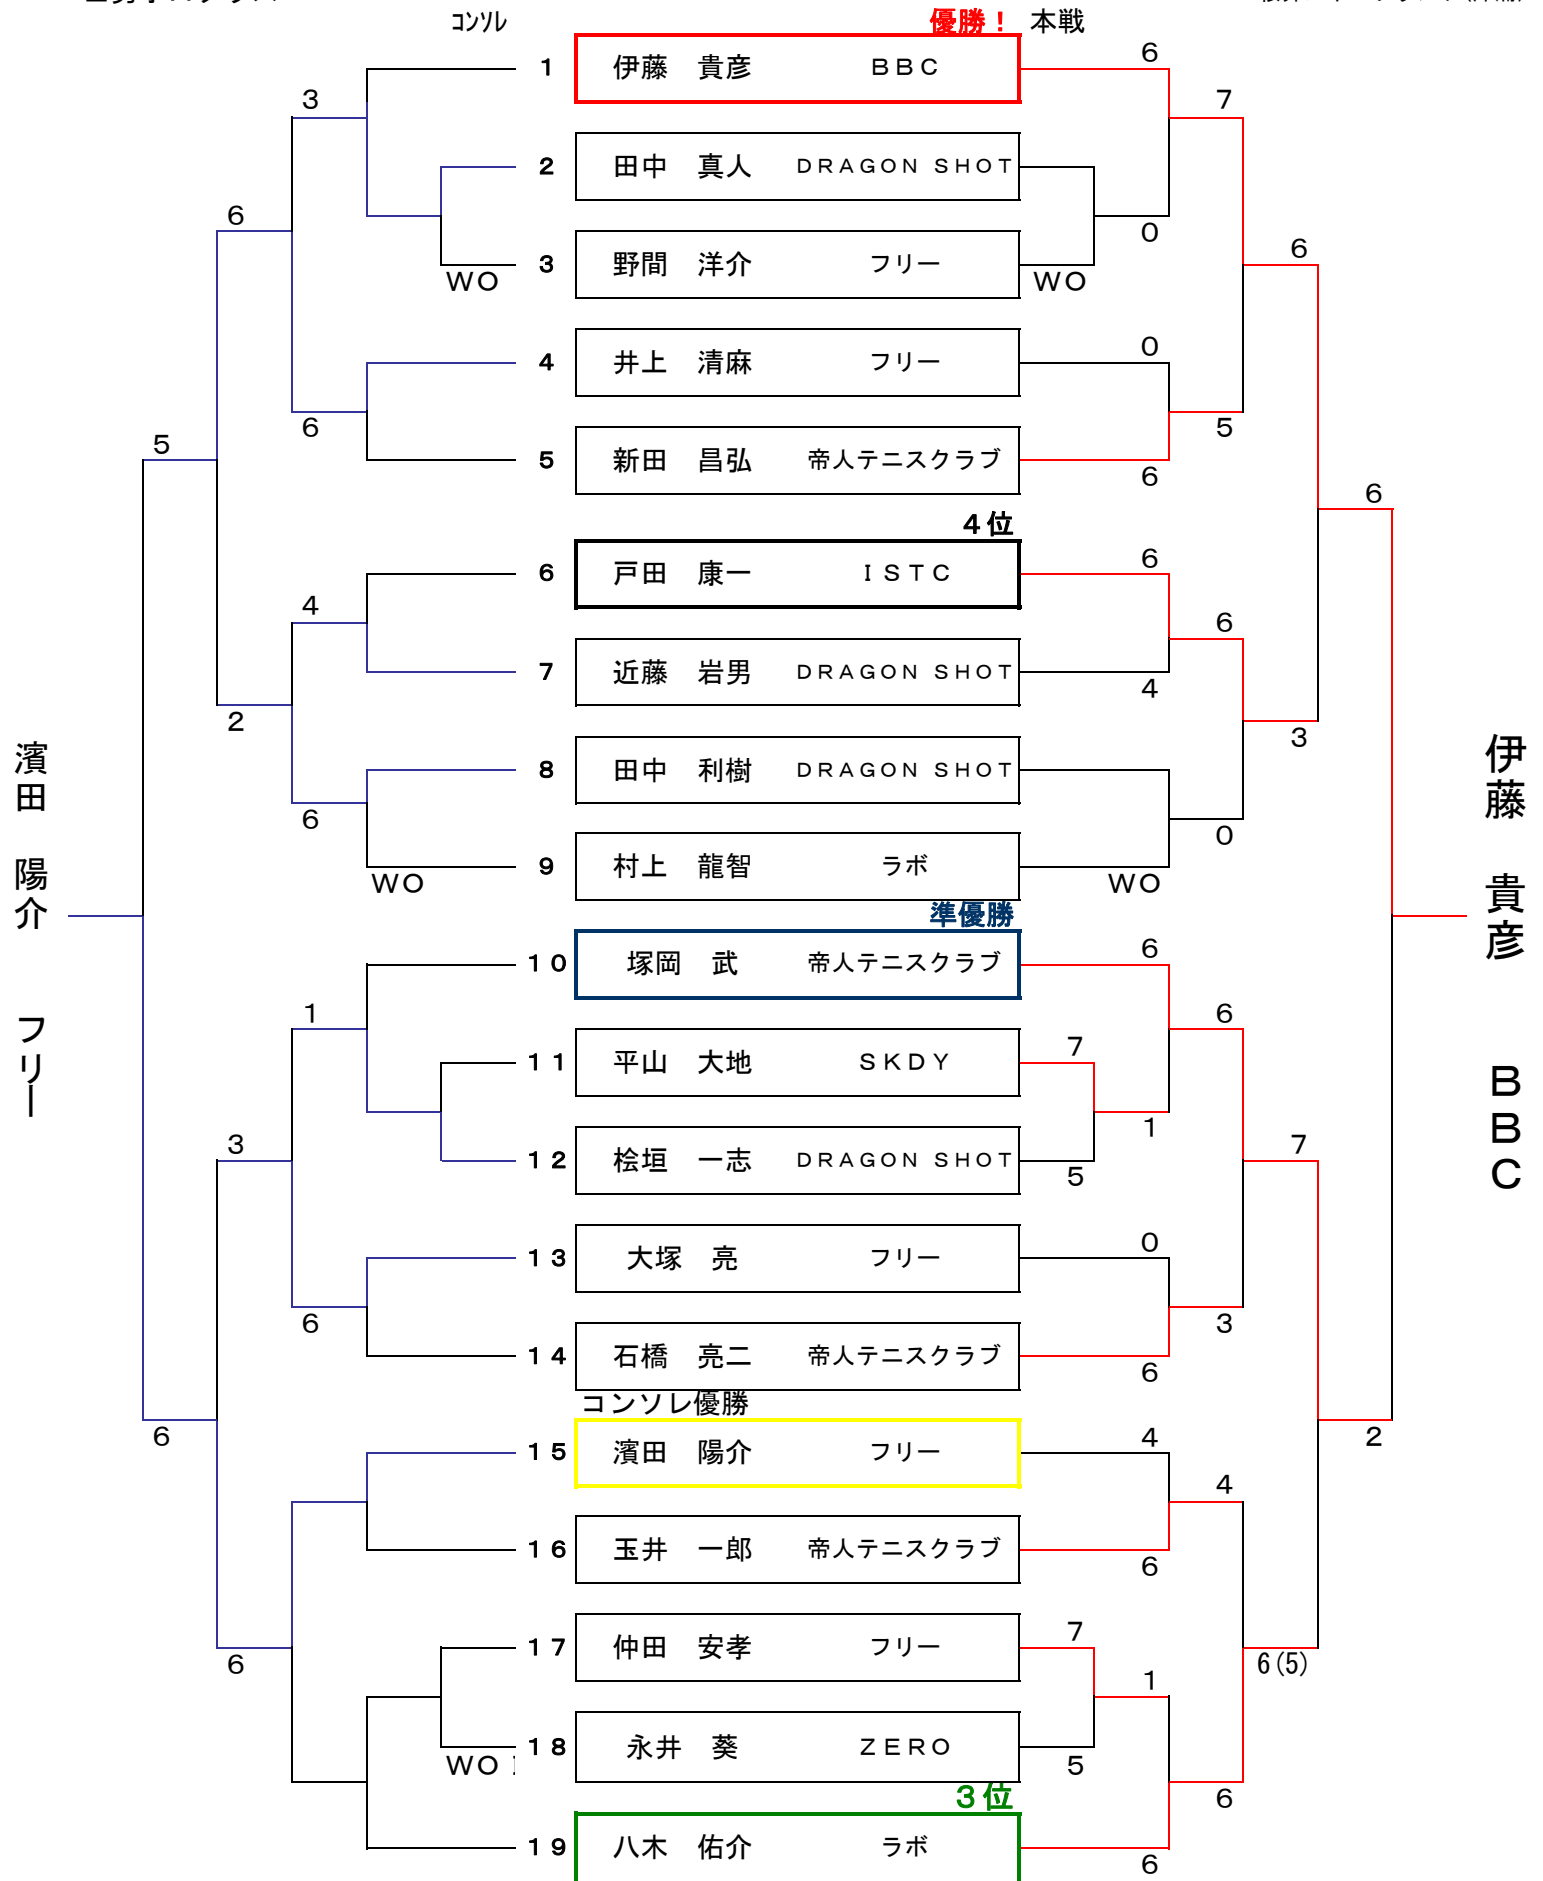 コンソル 優勝！ 本戦
1 伊藤　貴彦 ＢＢＣ 6
3 7
2 田中　真人 ＤＲＡＧＯＮ ＳＨＯＴ
6 0
WO 3 野間　洋介 フリー WO 6
4 井上　清麻 フリー 0
6 5
5 5 新田　昌弘 帝人テニスクラブ 6
6
4位
6 戸田　康一 ＩＳＴＣ 6
4 6
7 近藤　岩男 ＤＲＡＧＯＮ ＳＨＯＴ 4
2 3
8 田中　利樹 ＤＲＡＧＯＮ ＳＨＯＴ
6 0
WO 9 村上　龍智 ラボ WO
準優勝
濱田　陽介　フリー
伊藤　貴彦　ＢＢＣ
10 塚岡　武 帝人テニスクラブ 6
1 6
11 平山　大地 ＳＫＤＹ 7
3 1 7
12 桧垣　一志 ＤＲＡＧＯＮ ＳＨＯＴ 5
13 大塚　亮 フリー 0
6 3
14 石橋　亮二 帝人テニスクラブ 6
コンソレ優勝
6 2
15 濱田　陽介 フリー 4
4
16 玉井　一郎 帝人テニスクラブ 6
17 仲田　安孝 フリー 7
6 1 6(5)
WO 18 永井　葵 ＺＥＲＯ 5
3位
6
19 八木　佑介 ラボ 6